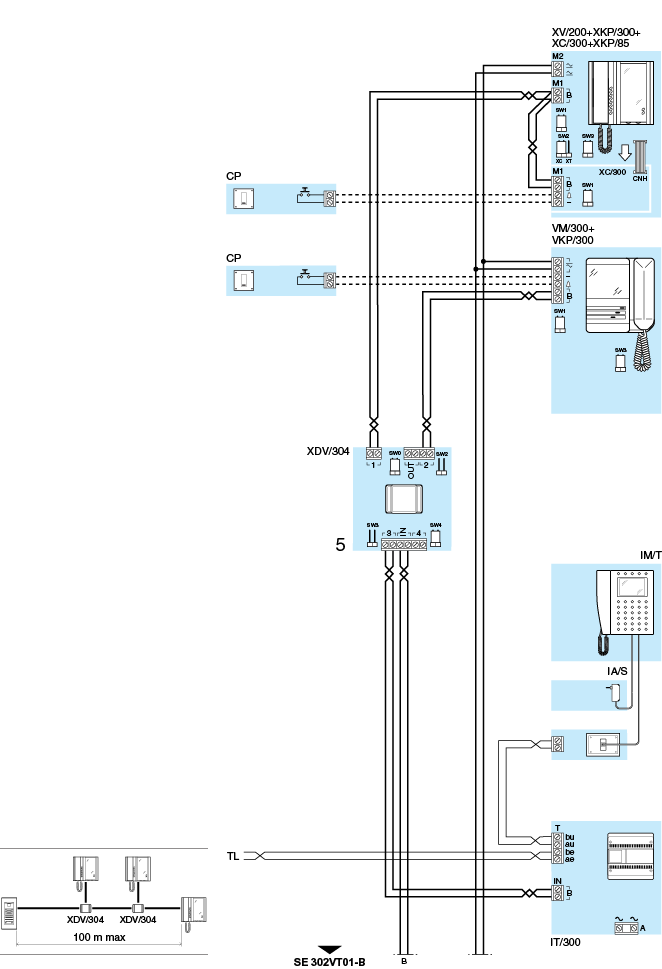 XV/200+XKP/300+
XC/300+XKP/85
M2
M1
B
SW1
SW2
SW3
XC XT
XC/300
CNH
M1
B
SW1
CP
VM/300+
VKP/300
CP
B
SW1
SW3
XDV/304
1
SW0
OUT
2
SW2
SW3
3
IN
4
SW4
5
IM/T
IA/S
T
bu
au
be
ae
TL
IN
B
A
IT/300
XDV/304 XDV/304
100 m max
SE 302VT01-B
B